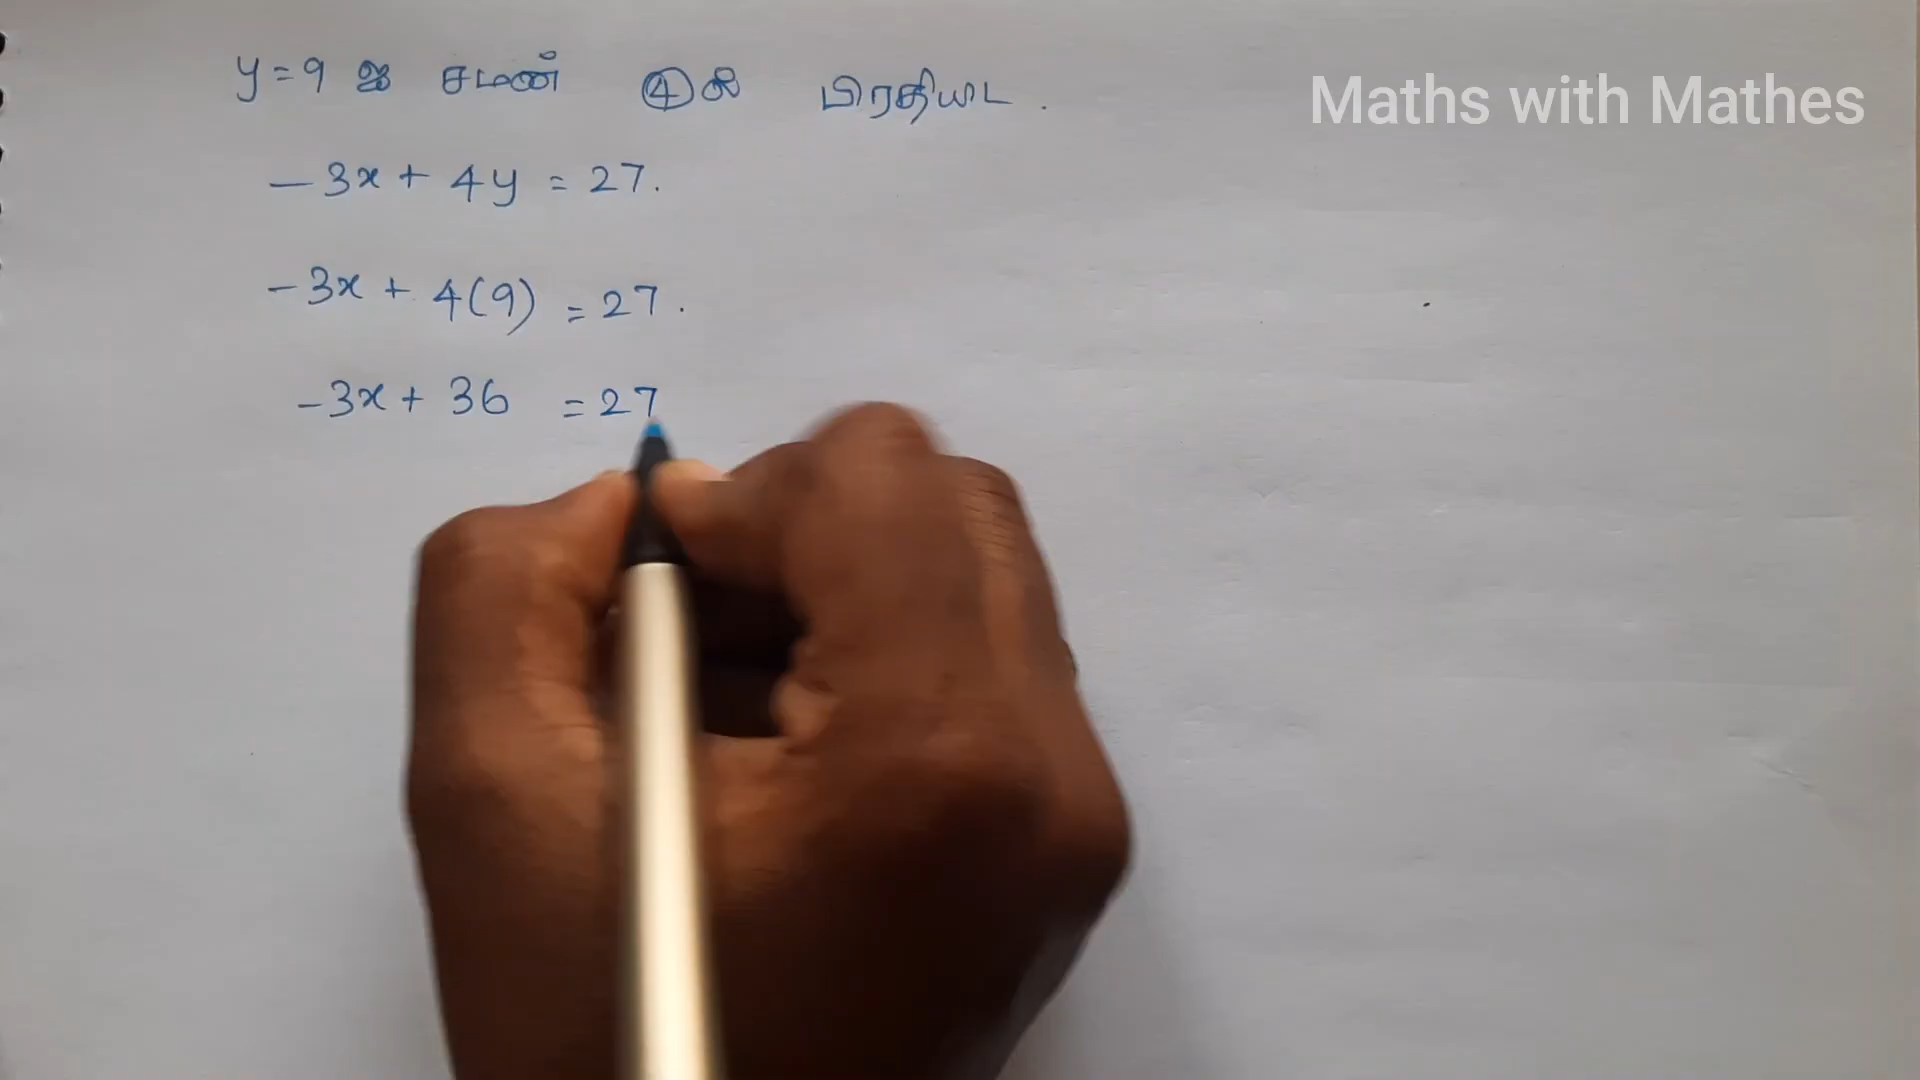 y=9 ஐ சமன் ④ல் பிரதியிட .
Maths with Mathes
-3x + 4y = 27.
-3x + 4(9) = 27.
-3x + 36 = 27